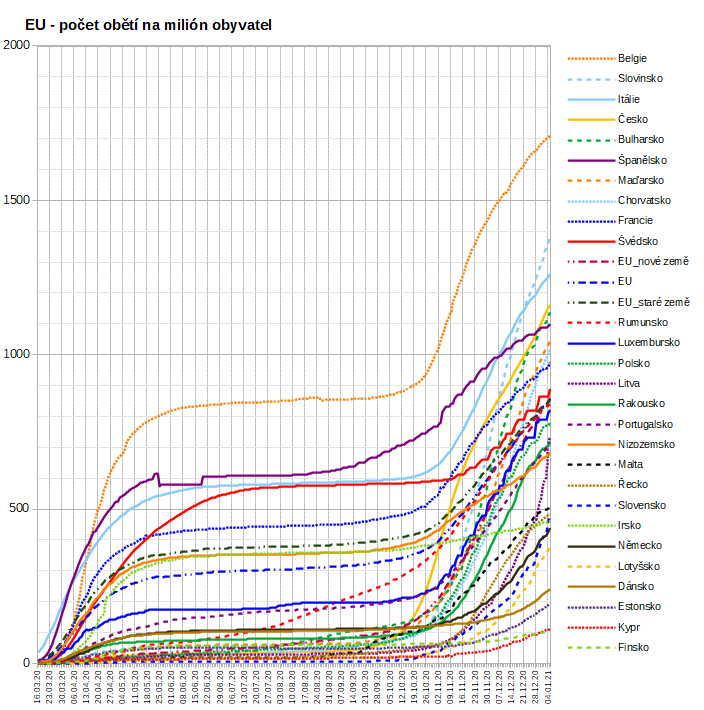 EU - počet obětí na milión obyvatel
2000
1500
1000
500
0
Belgie
Slovinsko
Itálie
Česko
Bulharsko
Španělsko
Maďarsko
Chorvatsko
Francie
Švédsko
EU_nové země
EU
EU_staré země
Rumunsko
Luxembursko
Polsko
Litva
Rakousko
Portugalsko
Nizozemsko
Malta
Řecko
Slovensko
Irsko
Německo
Lotyšsko
Dánsko
Estonsko
Kypr
Finsko
16.03.20
23.03.20
30.03.20
06.04.20
13.04.20
20.04.20
27.04.20
04.05.20
11.05.20
18.05.20
25.05.20
01.06.20
08.06.20
15.06.20
22.06.20
29.06.20
06.07.20
13.07.20
20.07.20
27.07.20
03.08.20
10.08.20
17.08.20
24.08.20
31.08.20
07.09.20
14.09.20
21.09.20
28.09.20
05.10.20
12.10.20
19.10.20
26.10.20
02.11.20
09.11.20
16.11.20
23.11.20
30.11.20
07.12.20
14.12.20
21.12.20
28.12.20
04.01.21